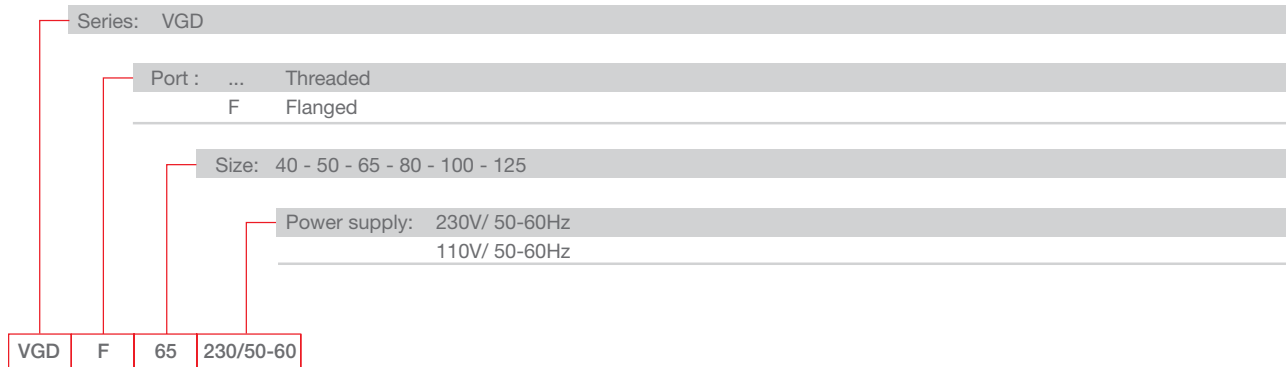 Series: VGD
Port : ... Threaded
F Flanged
Size: 40 - 50 - 65 - 80 - 100 - 125
Power supply: 230V/ 50-60Hz
110V/ 50-60Hz
VGD F 65 230/50-60